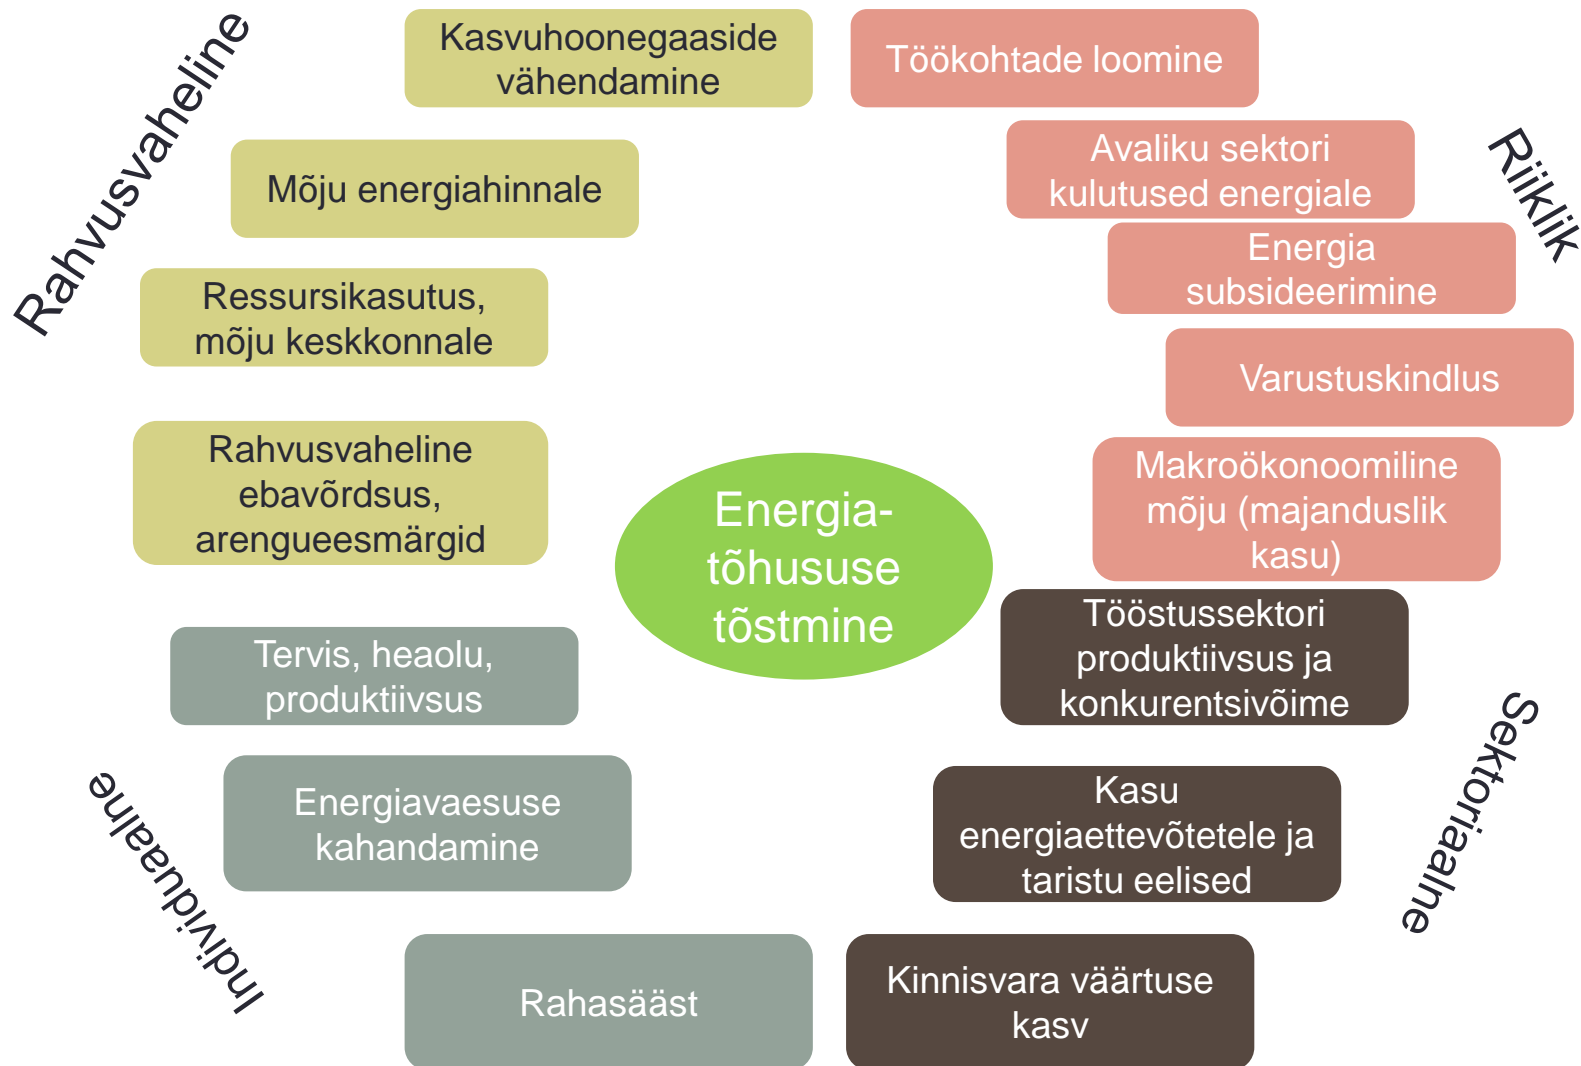 Rahvusvaheline
Kasvuhoonegaaside
vähendamine
Mõju energiahinnale
Ressursikasutus,
mõju keskkonnale
Rahvusvaheline
ebavõrdsus,
arengueesmärgid
Riiklik
Töökohtade loomine
Avaliku sektori
kulutused energiale
Energia
subsideerimine
Varustuskindlus
Makroökonoomiline
mõju (majanduslik
kasu)
Energia-
tõhususe
tõstmine
Individuaalne
Tervis, heaolu,
produktiivsus
Energiavaesuse
kahandamine
Rahasääst
Sektoriaalne
Tööstussektori
produktiivsus ja
konkurentsivõime
Kasu
energiaettevõtetele ja
taristu eelised
Kinnisvara väärtuse
kasv